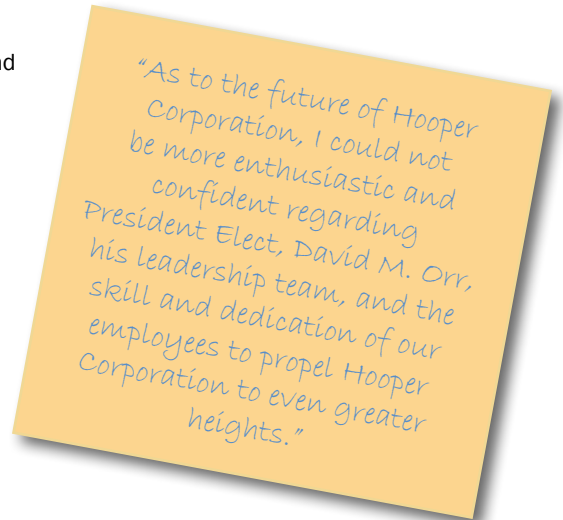 nd
“As to the future of Hooper
Corporation, I could not
be more enthusiastic and
confident regarding
President Elect, David M. Orr,
his leadership team, and the
skill and dedication of our
employees to propel Hooper
Corporation to even greater
heights.”